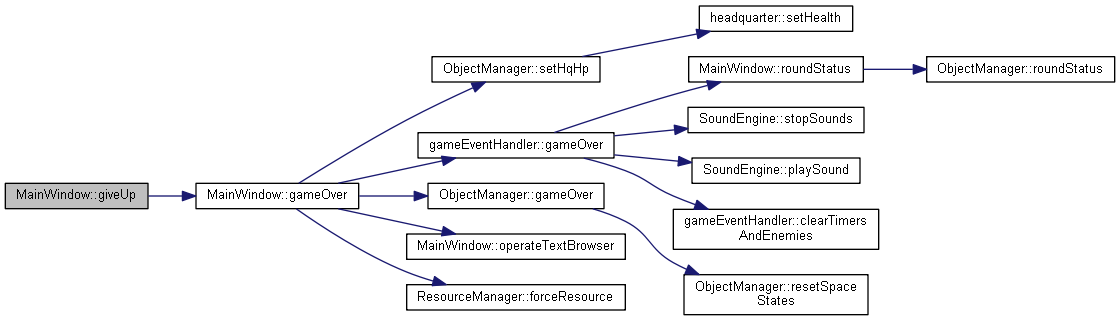 MainWindow::giveUp
MainWindow::gameOver
ObjectManager::setHqHp
headquarter::setHealth
gameEventHandler::gameOver
MainWindow::roundStatus
ObjectManager::roundStatus
SoundEngine::stopSounds
SoundEngine::playSound
gameEventHandler::clearTimers
AndEnemies
ObjectManager::gameOver
ObjectManager::resetSpace
States
MainWindow::operateTextBrowser
ResourceManager::forceResource